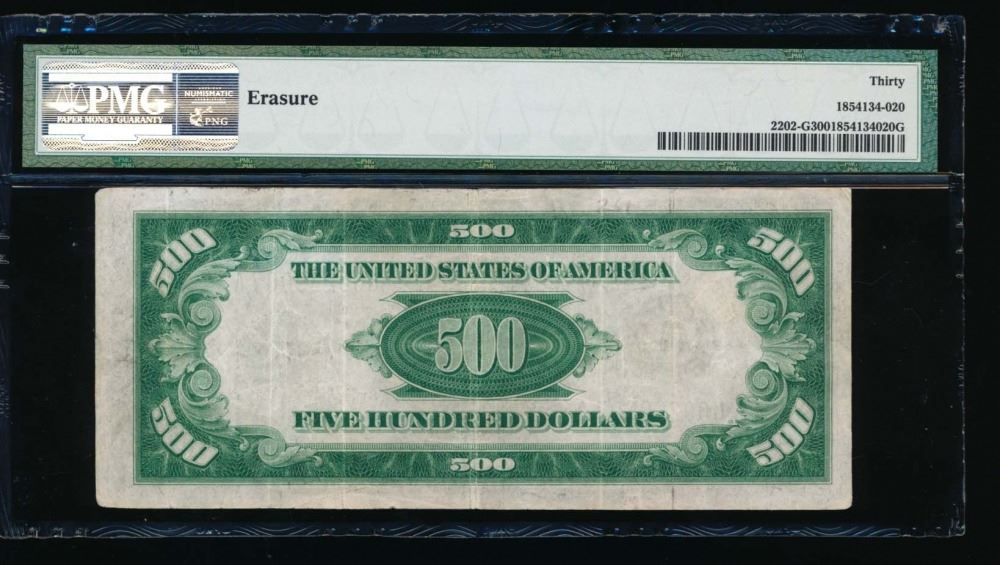 PMG
PAPER MONEY GUARANTY
NUMISMATIC
PNG
Erasure
Thirty
1854134-020
2202-G3001854134020G
500
500
500
THE UNITED STATES OF AMERICA
500
FIVE HUNDRED DOLLARS
500
500
500